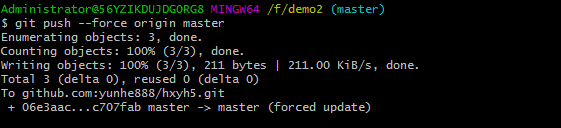 Administrator@56YZIKDUJDGORG8 MINGW64 /f/demo2 (master)
$ git push --force origin master
Enumerating objects: 3, done.
Counting objects: 100% (3/3), done.
Writing objects: 100% (3/3), 211 bytes | 211.00 KiB/s, done.
Total 3 (delta 0), reused 0 (delta 0)
To github.com:yunhe888/hxyh5.git
 + 06e3aac...c707fab master -> master (forced update)